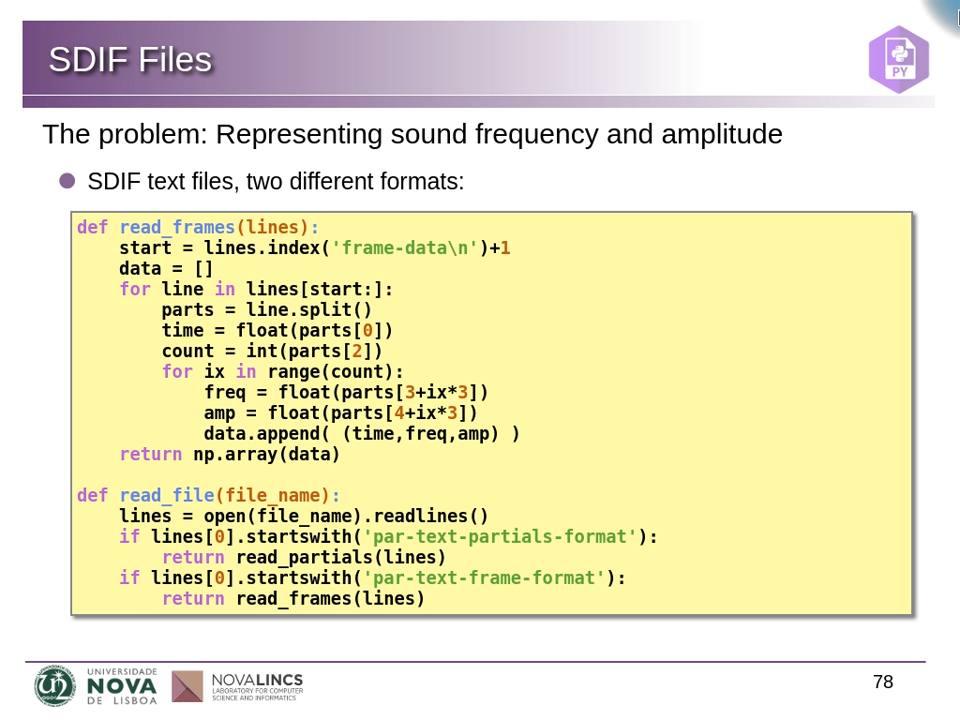 SDIF Files
PY
The problem: Representing sound frequency and amplitude
SDIF text files, two different formats:
def read_frames(lines):
    start = lines.index('frame-data\n')+1
    data = []
    for line in lines[start:]:
        parts = line.split()
        time = float(parts[0])
        count = int(parts[2])
        for ix in range(count):
            freq = float(parts[3+ix*3])
            amp = float(parts[4+ix*3])
            data.append( (time,freq,amp) )
    return np.array(data)

def read_file(file_name):
    lines = open(file_name).readlines()
    if lines[0].startswith('par-text-partials-format'):
        return read_partials(lines)
    if lines[0].startswith('par-text-frame-format'):
        return read_frames(lines)
UNIVERSIDADE
NOVA
DE LISBOA
NOVALINCS
LABORATORY FOR COMPUTER
SCIENCE AND INFORMATICS
78